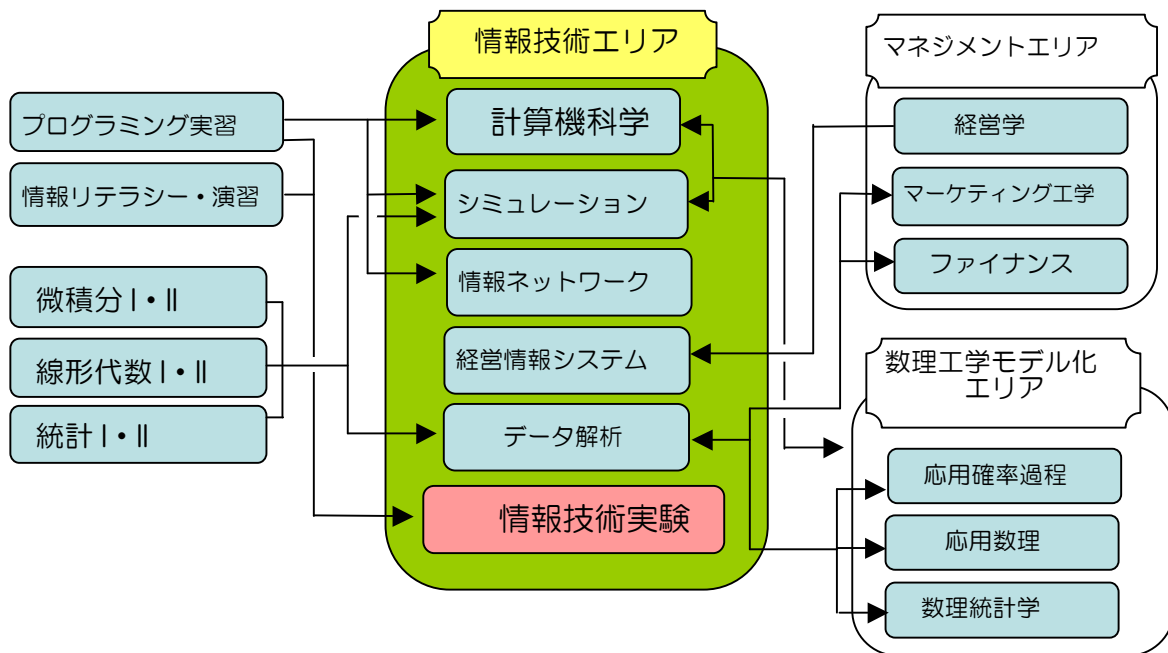 情報技術エリア
計算機科学
シミュレーション
情報ネットワーク
経営情報システム
データ解析
情報技術実験
プログラミング実習
情報リテラシー・演習
微積分Ⅰ・Ⅱ
線形代数Ⅰ・Ⅱ
統計Ⅰ・Ⅱ
マネジメントエリア
経営学
マーケティング工学
ファイナンス
数理工学モデル化
エリア
応用確率過程
応用数理
数理統計学